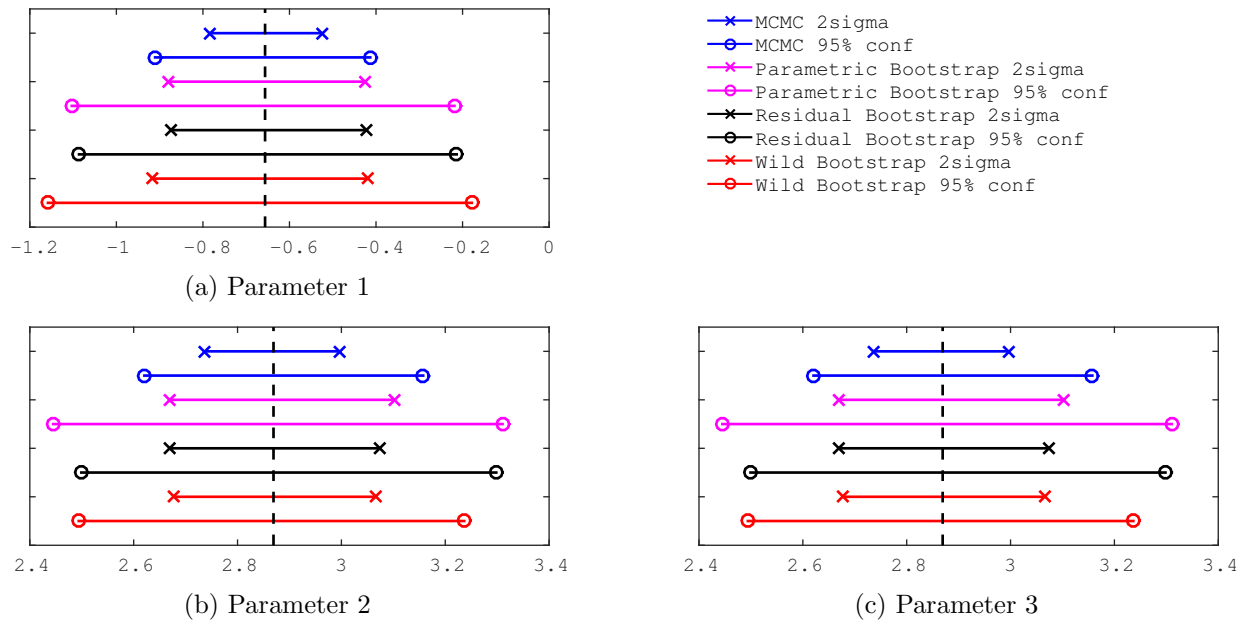 MCMC 2sigma
MCMC 95% conf
Parametric Bootstrap 2sigma
Parametric Bootstrap 95% conf
Residual Bootstrap 2sigma
Residual Bootstrap 95% conf
Wild Bootstrap 2sigma
Wild Bootstrap 95% conf
-1.2 -1 -0.8 -0.6 -0.4 -0.2 0
(a) Parameter 1
2.4 2.6 2.8 3 3.2 3.4
(b) Parameter 2
2.4 2.6 2.8 3 3.2 3.4
(c) Parameter 3